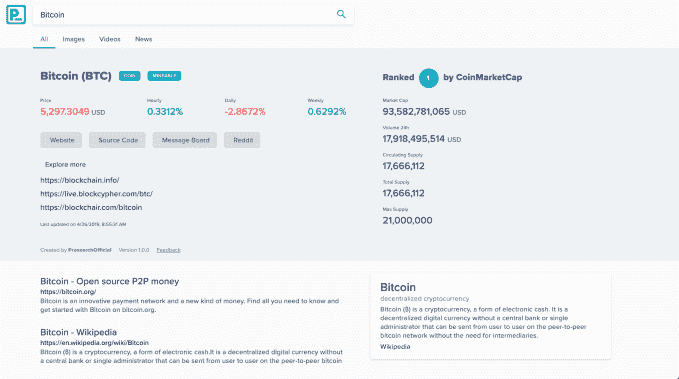 Bitcoin
All Images Videos News
Bitcoin (BTC) COIN MINEABLE
Price Hourly Daily Weekly
5,297.3049 USD 0.3312% -2.8672% 0.6292%
Website Source Code Message Board Reddit
Explore more
https://blockchain.info/
https://live.blockcypher.com/btc/
https://blockchair.com/bitcoin
Last updated on 4/26/2019, 8:55:31 AM
Created by PresearchOfficial Version 1.0.0 Feedback
Ranked 1 by CoinMarketCap
Market Cap
93,582,781,065 USD
Volume 24h
17,918,495,514 USD
Circulating Supply
17,666,112
Total Supply
17,666,112
Max Supply
21,000,000
Bitcoin - Open source P2P money
https://bitcoin.org/
Bitcoin is an innovative payment network and a new kind of money. Find all you need to know and
get started with Bitcoin on bitcoin.org.
Bitcoin - Wikipedia
https://en.wikipedia.org/wiki/Bitcoin
Bitcoin (₿) is a cryptocurrency, a form of electronic cash.It is a decentralized digital currency without
a central bank or single administrator that can be sent from user to user on the peer-to-peer bitcoin
Bitcoin
decentralized cryptocurrency
Bitcoin (₿) is a cryptocurrency, a form of electronic cash. It is a
decentralized digital currency without a central bank or single
administrator that can be sent from user to user on the peer-to-peer
bitcoin network without the need for intermediaries.
Wikipedia